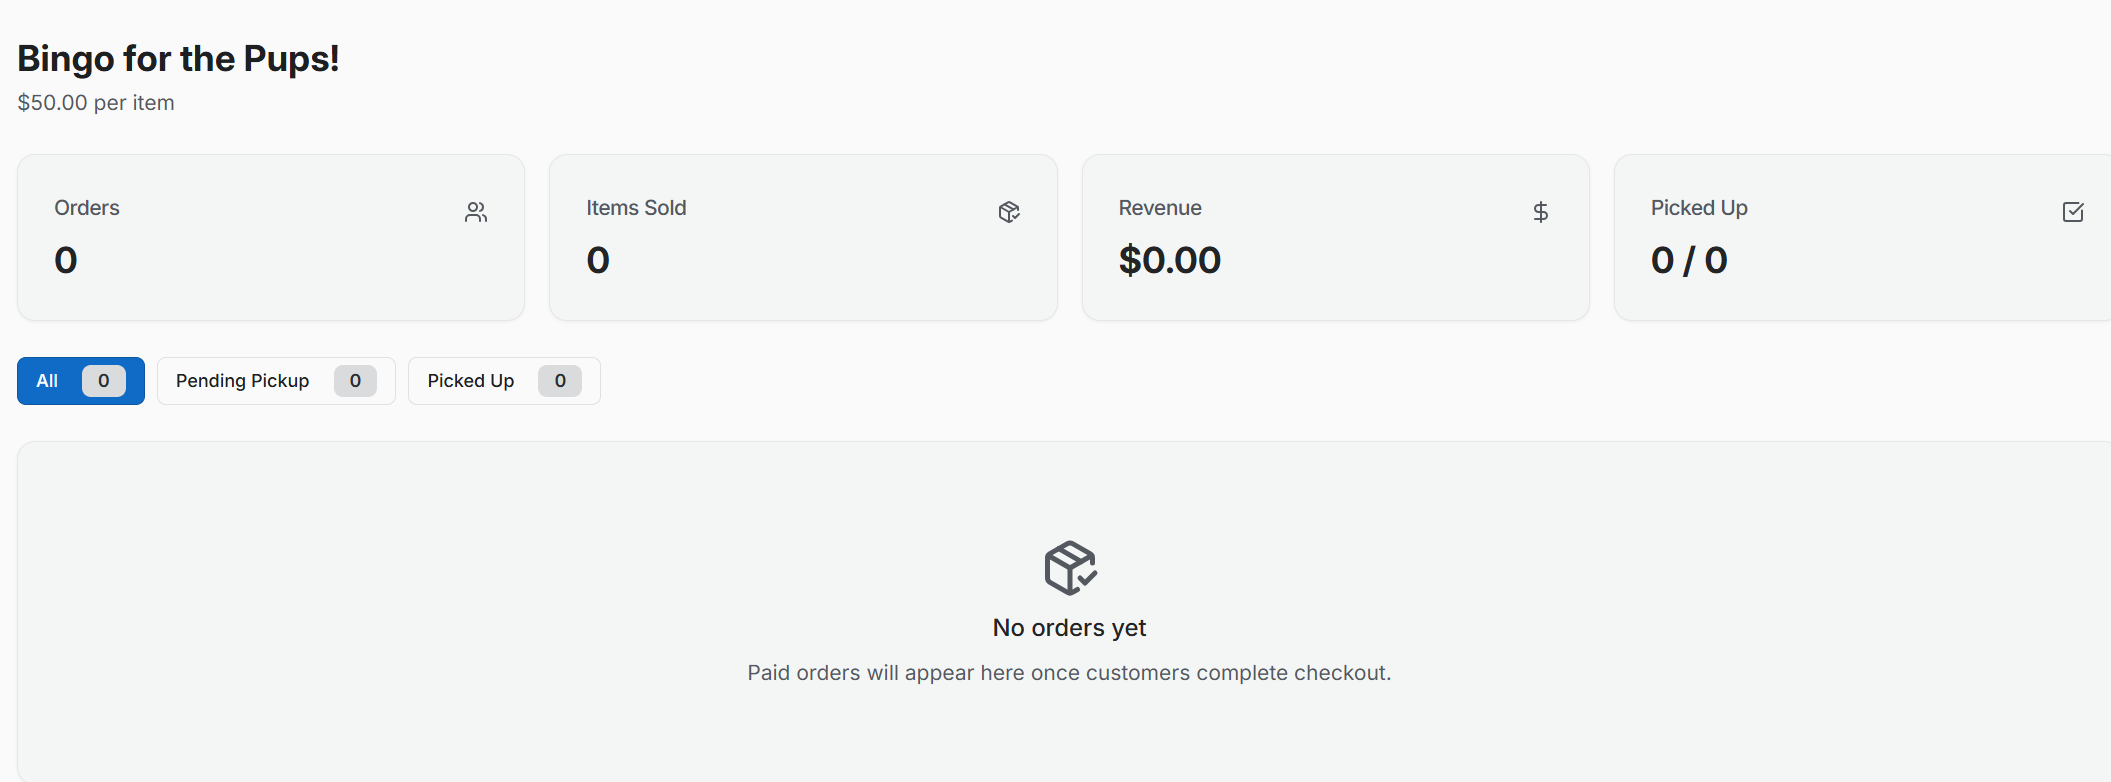 Bingo for the Pups!
$50.00 per item
Orders
0
Items Sold
0
Revenue
$0.00
Picked Up
0 / 0
All 0
Pending Pickup 0
Picked Up 0
No orders yet
Paid orders will appear here once customers complete checkout.